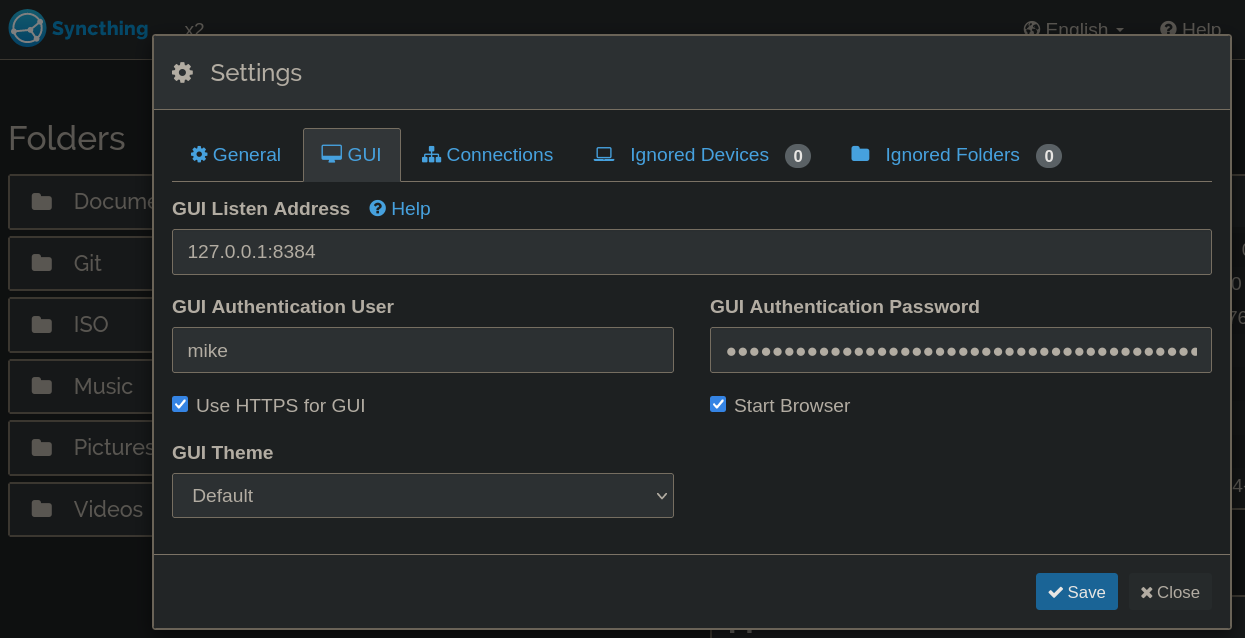 Syncthing
x2
English
Help
Settings
General
GUI
Connections
Ignored Devices 0
Ignored Folders 0
GUI Listen Address
Help
127.0.0.1:8384
GUI Authentication User
GUI Authentication Password
mike
Use HTTPS for GUI
Start Browser
GUI Theme
Default
Save
Close
Folders
Git
ISO
Music
Pictures
Videos